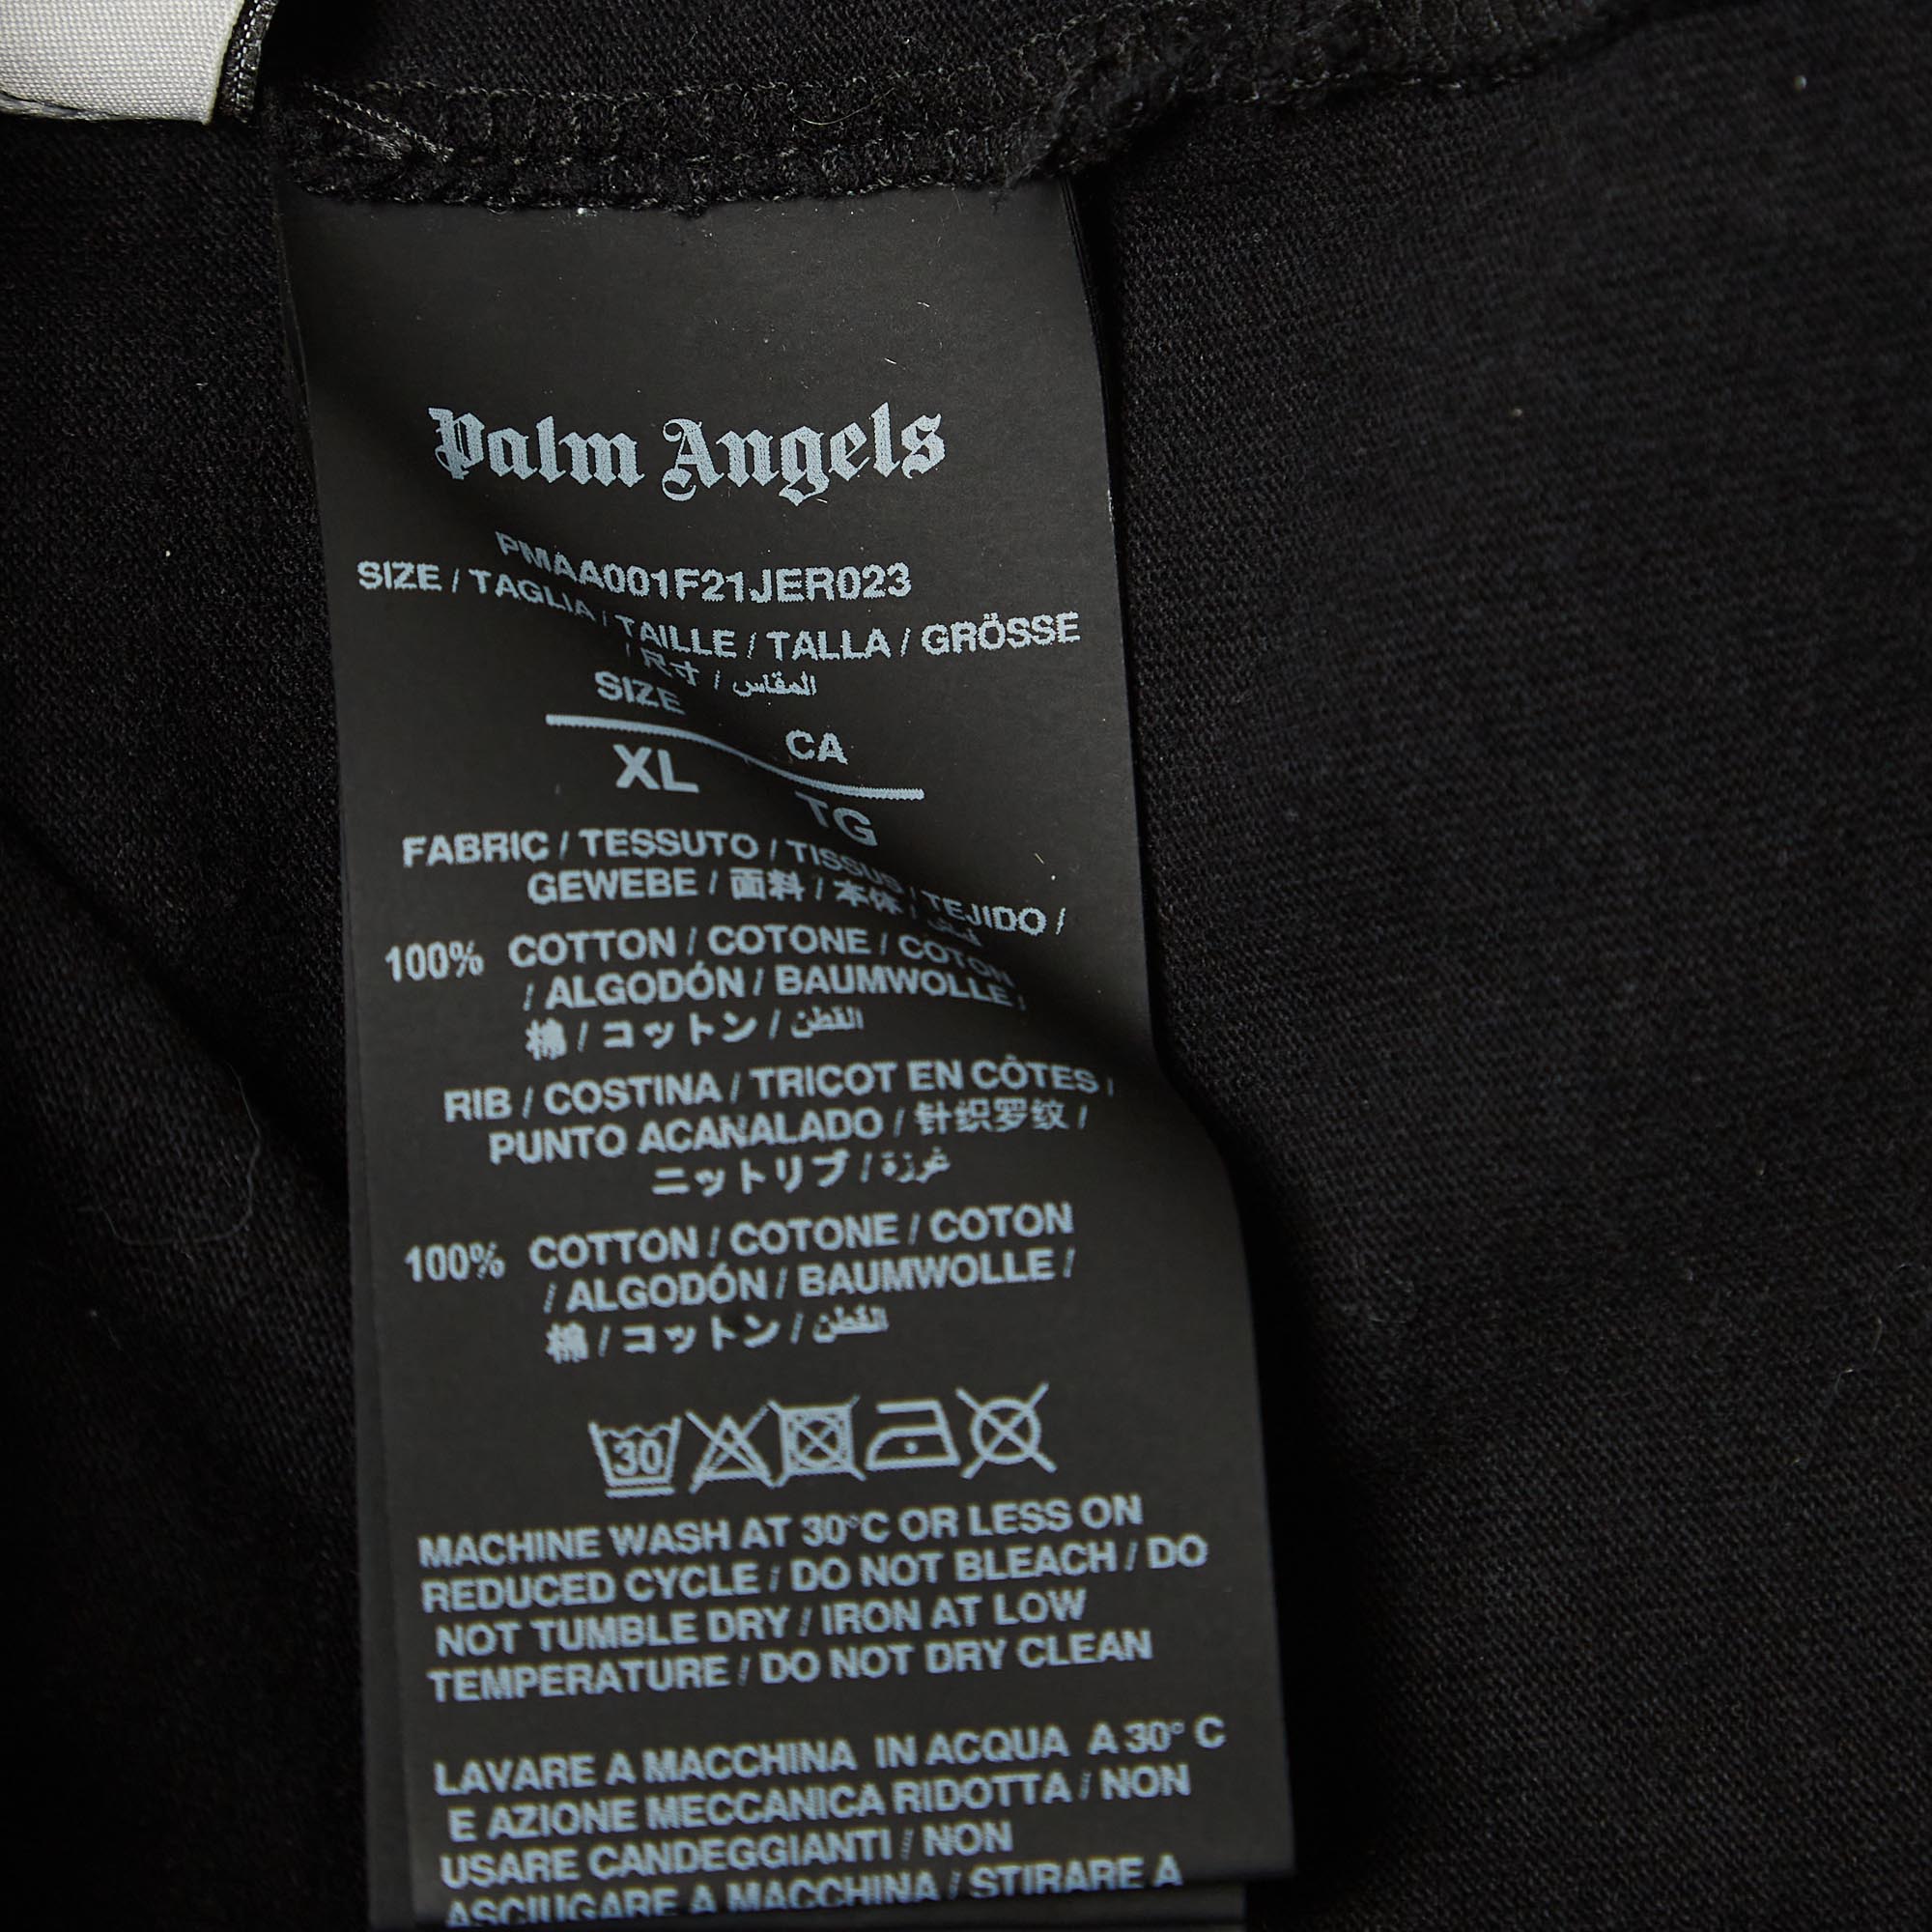 Palm Angels
PMAA001F21JER023
SIZE / TAGLIA / TAILLE / TALLA / GRÖSSE
/ 尺寸 / المقاس
SIZE CA
XL TG
FABRIC / TESSUTO / TISSUS / TEJIDO /
GEWEBE / 面料 / 本体 /
100% COTTON / COTONE / COTON
/ ALGODÓN / BAUMWOLLE /
棉 / コットン / القطن
RIB / COSTINA / TRICOT EN CÔTES /
PUNTO ACANALADO / 针织罗纹 /
ニットリブ / غرزة
100% COTTON / COTONE / COTON
/ ALGODÓN / BAUMWOLLE /
棉 / コットン / القطن
30
MACHINE WASH AT 30°C OR LESS ON
REDUCED CYCLE / DO NOT BLEACH / DO
NOT TUMBLE DRY / IRON AT LOW
TEMPERATURE / DO NOT DRY CLEAN
LAVARE A MACCHINA IN ACQUA A 30° C
E AZIONE MECCANICA RIDOTTA / NON
USARE CANDEGGIANTI / NON
ASCIUGARE A MACCHINA / STIRARE A